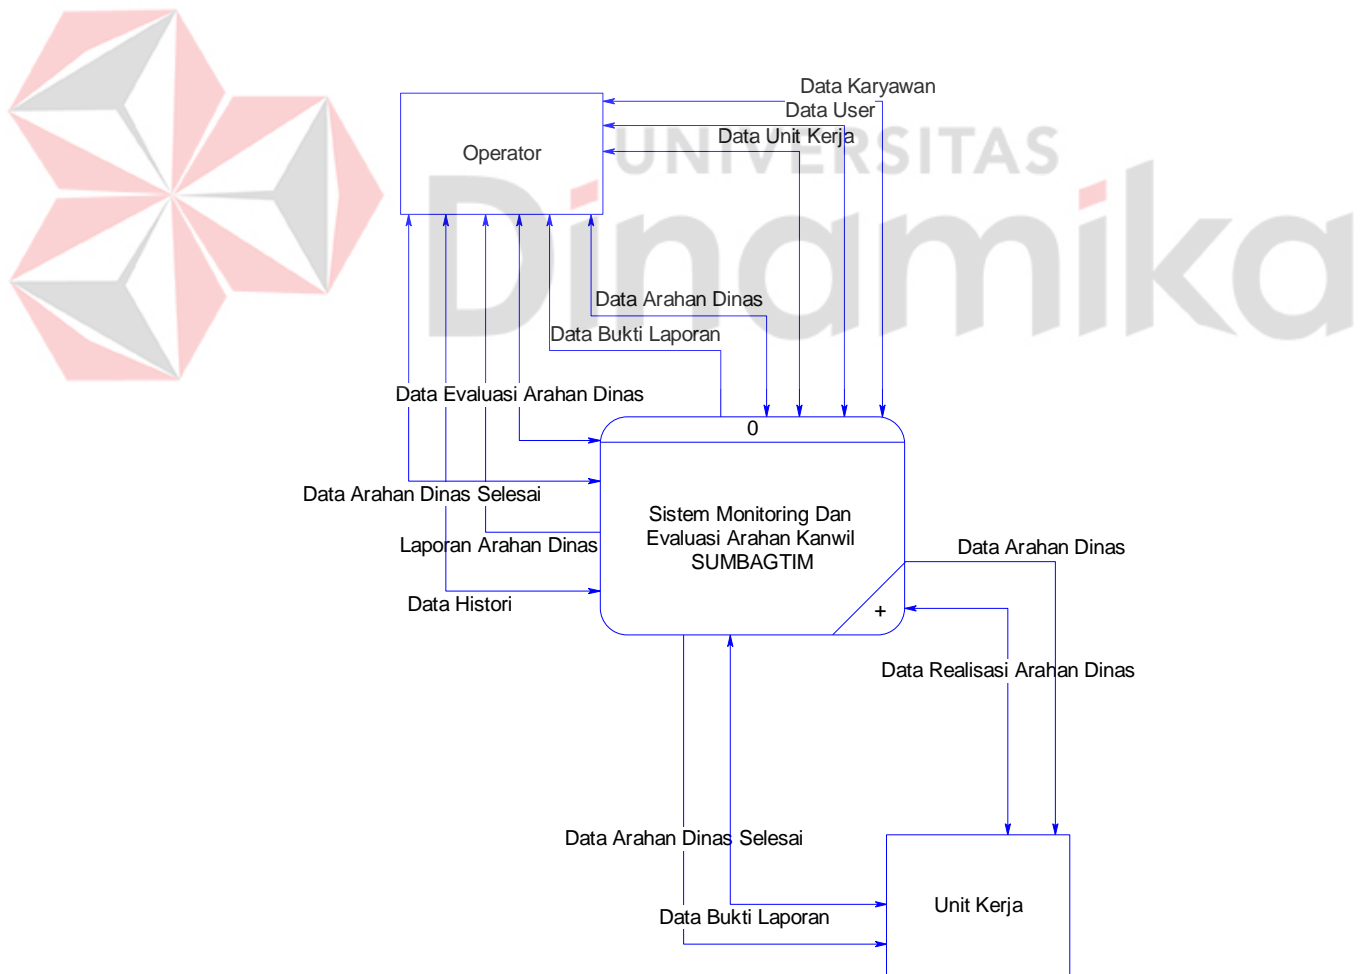 Data Karyawan
Data User
Data Unit Kerja
UNIVERSITAS
Dinamika
Operator
Data Arahan Dinas
Data Bukti Laporan
Data Evaluasi Arahan Dinas
0
Data Arahan Dinas Selesai
Sistem Monitoring Dan
Evaluasi Arahan Kanwil
SUMBAGTIM
Laporan Arahan Dinas
Data Arahan Dinas
Data Histori
+
Data Realisasi Arahan Dinas
Data Arahan Dinas Selesai
Unit Kerja
Data Bukti Laporan